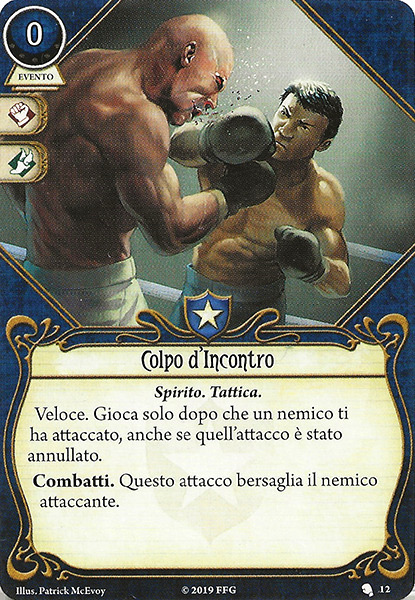 0
EVENTO
Colpo d'Incontro
Spirito. Tattica.
Veloce. Gioca solo dopo che un nemico ti
ha attaccato, anche se quell'attacco è stato
annullato.
Combatti. Questo attacco bersaglia il nemico
attaccante.
Illus. Patrick McEvoy
© 2019 FFG
.12